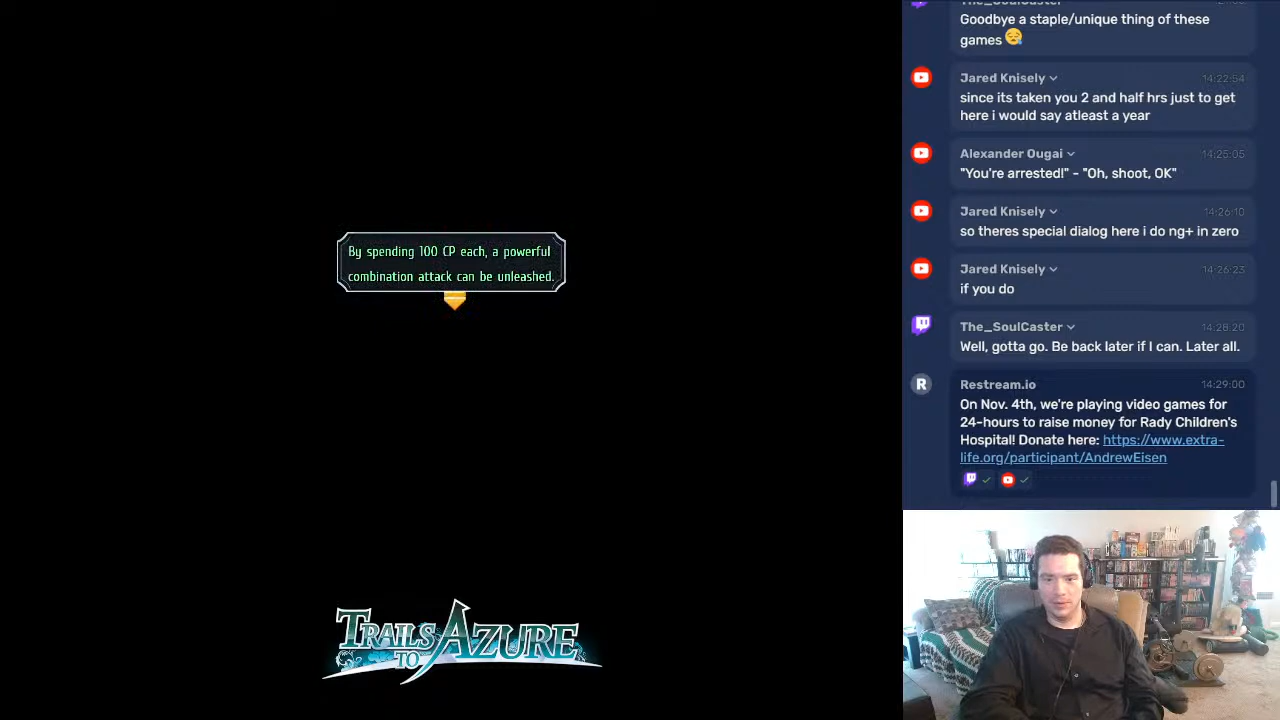 By spending 100 CP each, a powerful
combination attack can be unleashed.
TRAILS
TO AZURE
Goodbye a staple/unique thing of these
games 😪
Jared Knisely
14:22:54
since its taken you 2 and half hrs just to get
here i would say atleast a year
Alexander Ougai
14:25:05
"You're arrested!" - "Oh, shoot, OK"
Jared Knisely
14:26:10
so theres special dialog here i do ng+ in zero
Jared Knisely
14:26:23
if you do
The_SoulCaster
14:28:20
Well, gotta go. Be back later if I can. Later all.
R
Restream.io
14:29:00
On Nov. 4th, we're playing video games for
24-hours to raise money for Rady Children's
Hospital! Donate here: https://www.extra-
life.org/participant/AndrewEisen